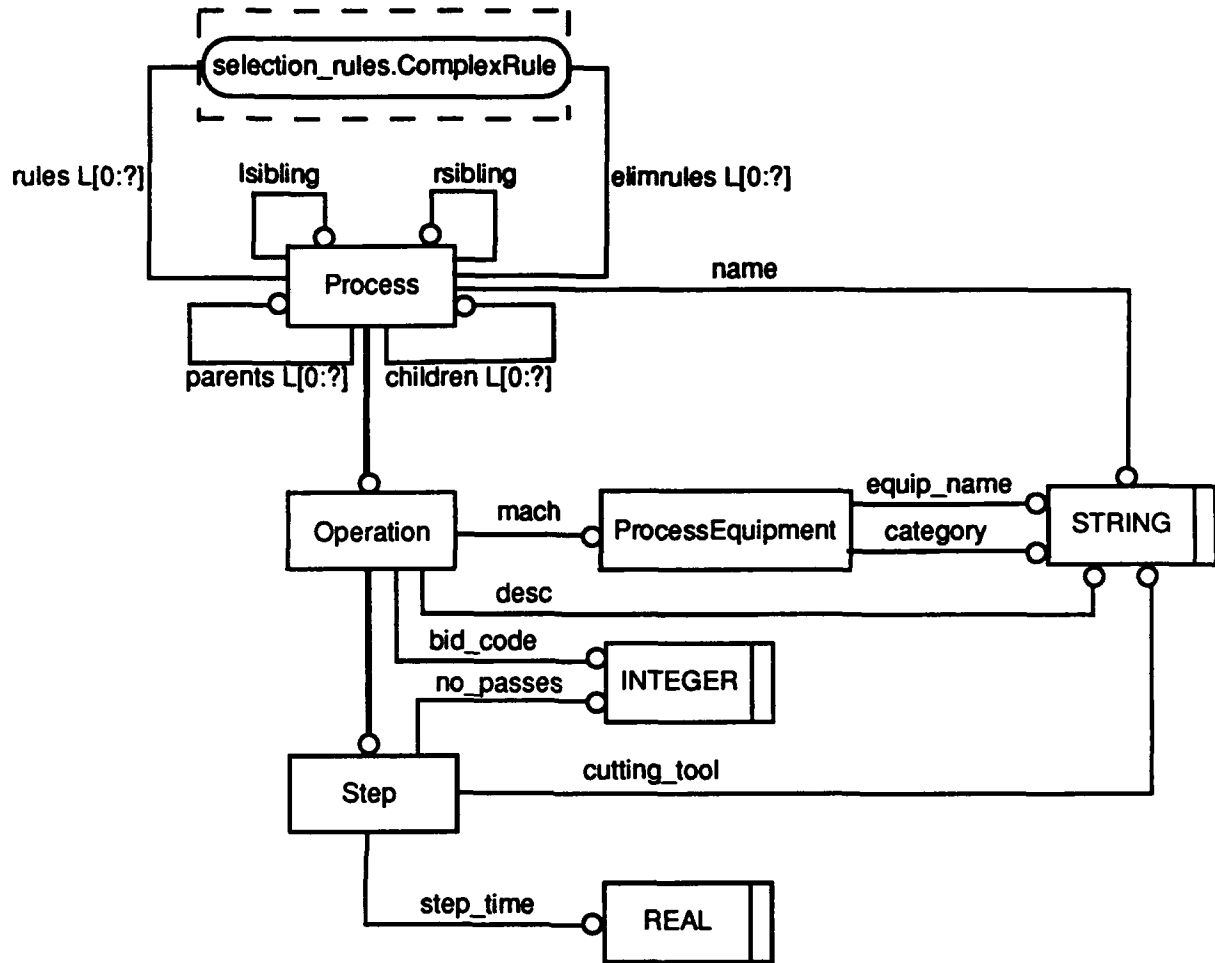 selection_rules.ComplexRule
rules L[0:?]
lsibling
rsibling
elimrules L[0:?]
Process
name
parents L[0:?]
children L[0:?]
Operation
mach
ProcessEquipment
equip_name
category
STRING
desc
bid_code
no_passes
INTEGER
Step
cutting_tool
step_time
REAL